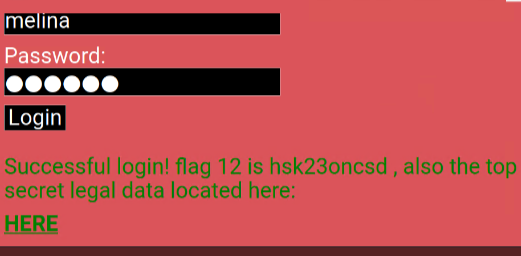 melina
Password:
●●●●●●
Login
Successful login! flag 12 is hsk23oncsd , also the top
secret legal data located here:
HERE